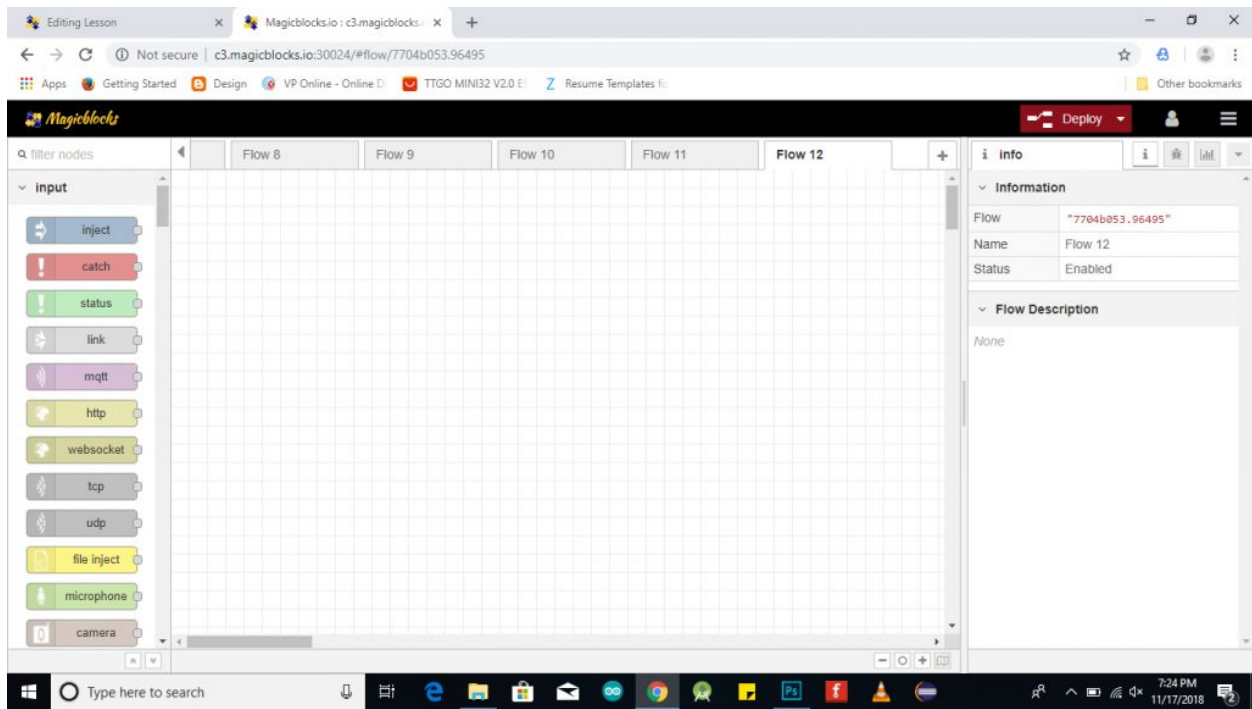 Editing Lesson
Magicblocks.io : c3.magicblocks.
Not secure c3.magicblocks.io:30024/#flow/7704b053.96495
Apps Getting Started Design VP Online - Online D TTGO MINI32 V2.0 E Resume Templates fo Other bookmarks
Magicblocks Deploy
filter nodes Flow 8 Flow 9 Flow 10 Flow 11 Flow 12 + i info i
input
Information
inject
Flow "7704b053.96495"
Name Flow 12
catch
Status Enabled
status
Flow Description
link
None
mqtt
http
websocket
tcp
udp
file inject
microphone
camera
Type here to search
7:24 PM
11/17/2018